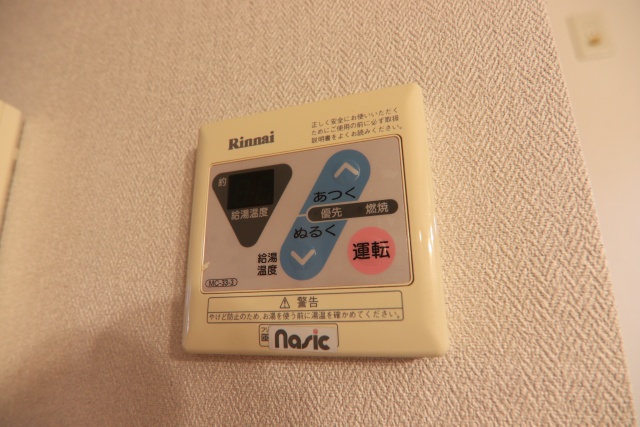 Rinnai
正しく安全にお使いいただく
ためにご使用の前に必ず取扱
説明書をよくお読みください。
約
給湯温度
あつく
優先 燃焼
ぬるく
給湯
温度
運転
MC-33-2
警告
やけど防止のため、お湯を使う前に湯温を確かめてください。
Nasic